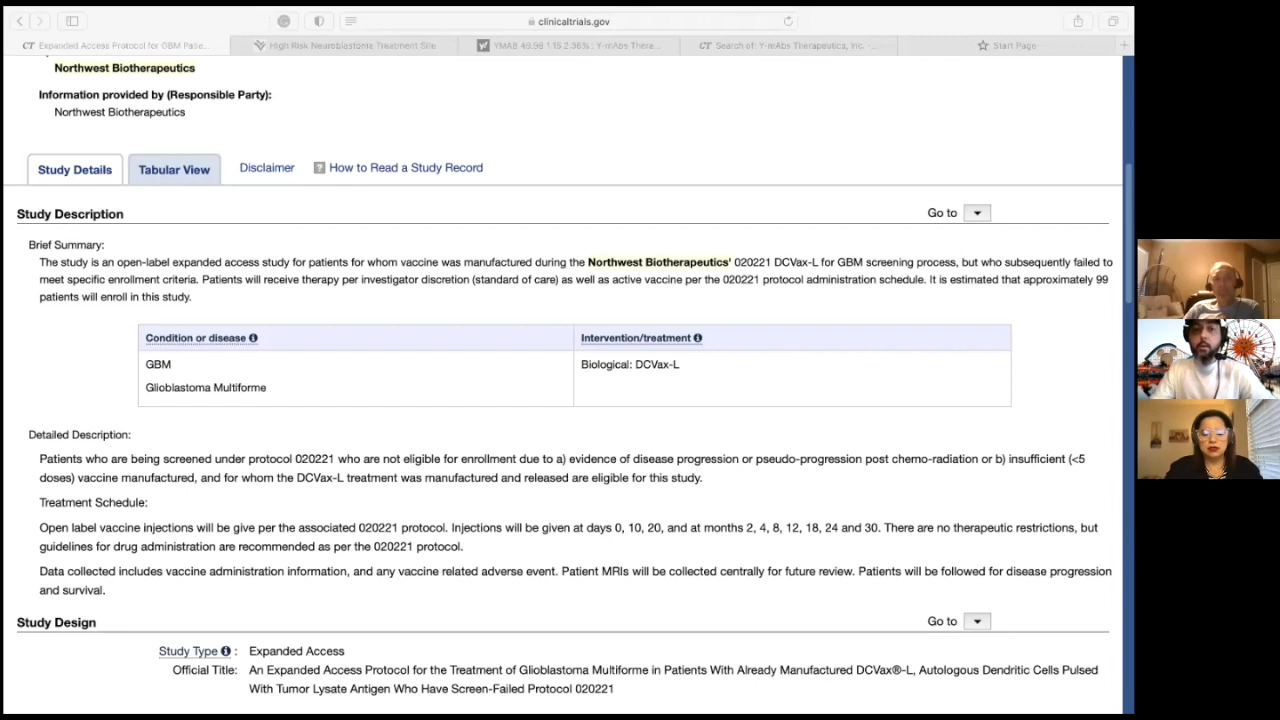 clinicaltrials.gov
CT Expanded Access Protocol for GBM Patie...
High Risk Neuroblastoma Treatment Site
YMAB 49.98 1.15 2.36% : Y-mAbs Thera...
CT Search of: Y-mAbs Therapeutics, Inc. - ...
Start Page
Northwest Biotherapeutics
Information provided by (Responsible Party):
Northwest Biotherapeutics
Study Details
Tabular View
Disclaimer
? How to Read a Study Record
Study Description
Go to
Brief Summary:
The study is an open-label expanded access study for patients for whom vaccine was manufactured during the Northwest Biotherapeutics' 020221 DCVax-L for GBM screening process, but who subsequently failed to
meet specific enrollment criteria. Patients will receive therapy per investigator discretion (standard of care) as well as active vaccine per the 020221 protocol administration schedule. It is estimated that approximately 99
patients will enroll in this study.
Condition or disease
Intervention/treatment
GBM
Biological: DCVax-L
Glioblastoma Multiforme
Detailed Description:
Patients who are being screened under protocol 020221 who are not eligible for enrollment due to a) evidence of disease progression or pseudo-progression post chemo-radiation or b) insufficient (<5
doses) vaccine manufactured, and for whom the DCVax-L treatment was manufactured and released are eligible for this study.
Treatment Schedule:
Open label vaccine injections will be give per the associated 020221 protocol. Injections will be given at days 0, 10, 20, and at months 2, 4, 8, 12, 18, 24 and 30. There are no therapeutic restrictions, but
guidelines for drug administration are recommended as per the 020221 protocol.
Data collected includes vaccine administration information, and any vaccine related adverse event. Patient MRIs will be collected centrally for future review. Patients will be followed for disease progression
and survival.
Study Design
Go to
Study Type :
Expanded Access
Official Title:
An Expanded Access Protocol for the Treatment of Glioblastoma Multiforme in Patients With Already Manufactured DCVax®-L, Autologous Dendritic Cells Pulsed
With Tumor Lysate Antigen Who Have Screen-Failed Protocol 020221